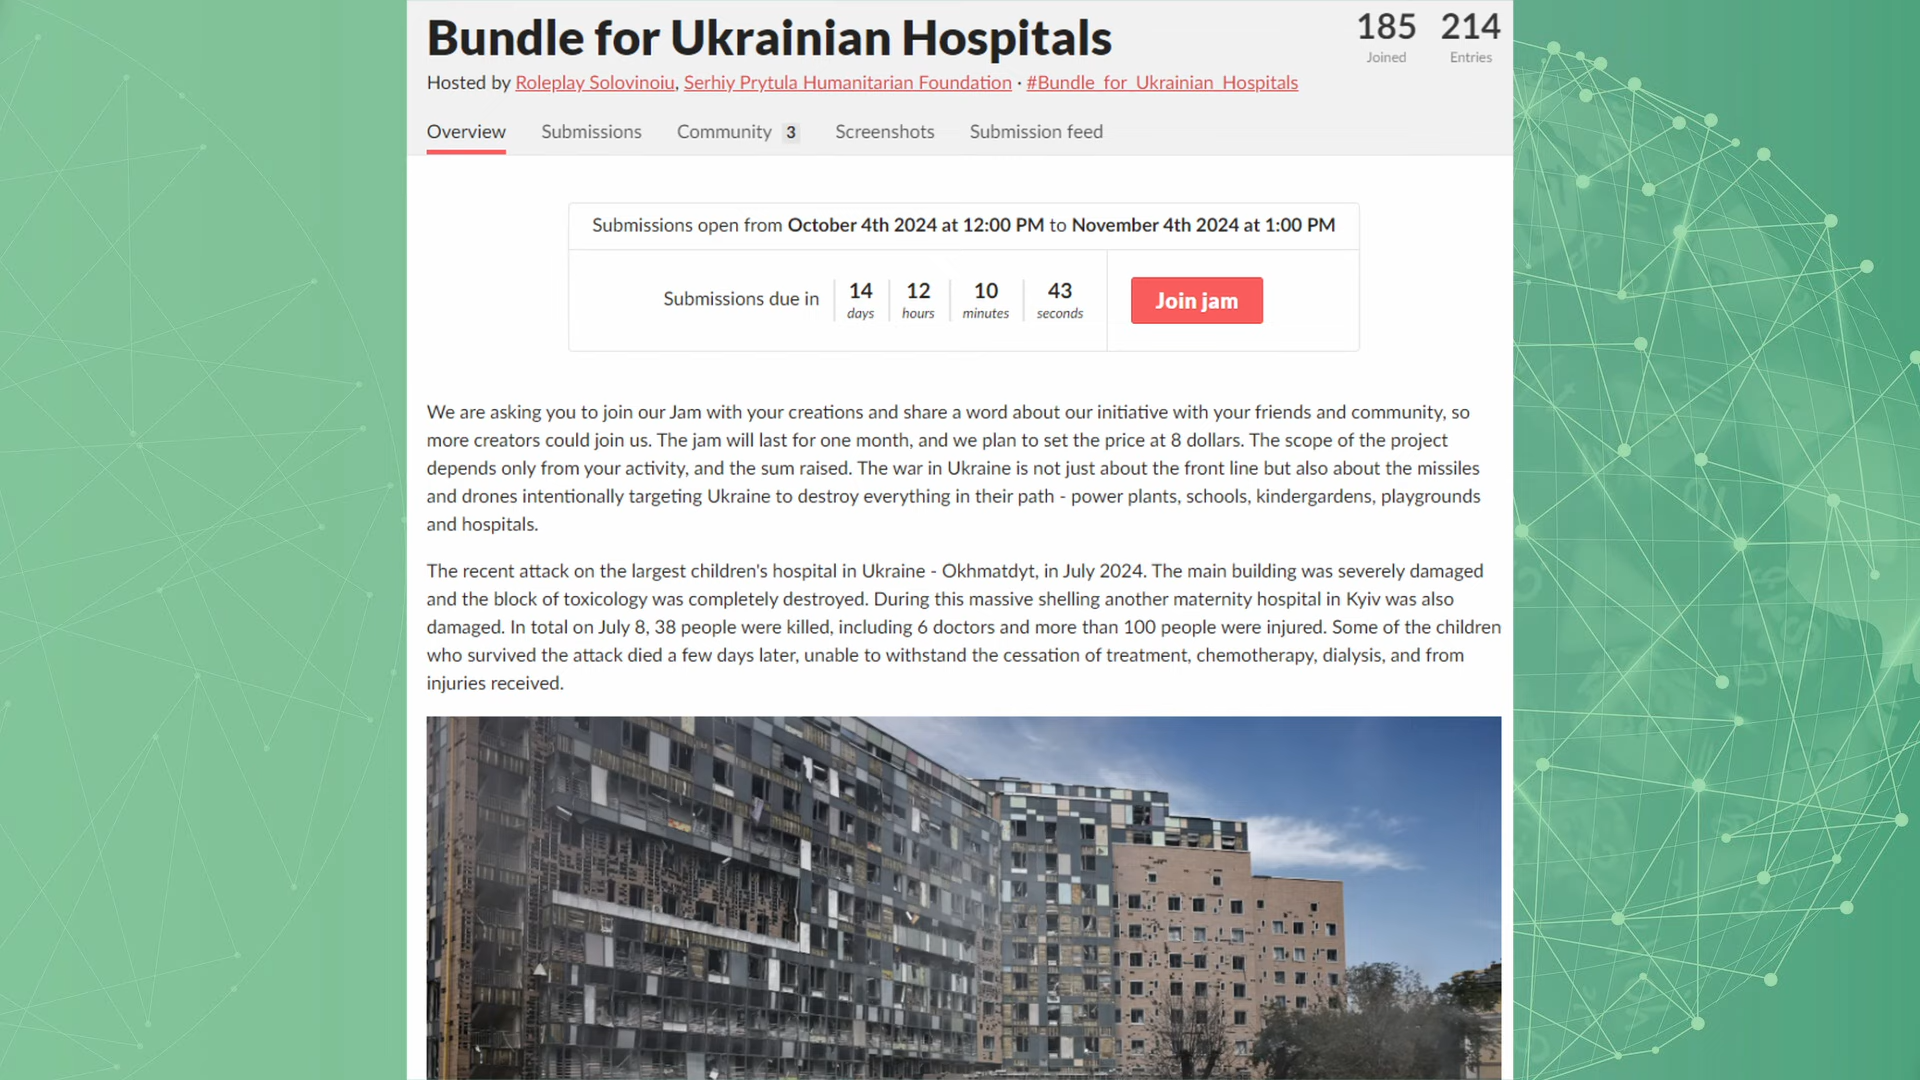 Bundle for Ukrainian Hospitals
185 214
Joined Entries
Hosted by Roleplay Solovinoiu, Serhiy Prytula Humanitarian Foundation · #Bundle_for_Ukrainian_Hospitals
Overview Submissions Community 3 Screenshots Submission feed
Submissions open from October 4th 2024 at 12:00 PM to November 4th 2024 at 1:00 PM
Submissions due in 14 12 10 43
days hours minutes seconds
Join jam
We are asking you to join our Jam with your creations and share a word about our initiative with your friends and community, so
more creators could join us. The jam will last for one month, and we plan to set the price at 8 dollars. The scope of the project
depends only from your activity, and the sum raised. The war in Ukraine is not just about the front line but also about the missiles
and drones intentionally targeting Ukraine to destroy everything in their path - power plants, schools, kindergardens, playgrounds
and hospitals.
The recent attack on the largest children's hospital in Ukraine - Okhmatdyt, in July 2024. The main building was severely damaged
and the block of toxicology was completely destroyed. During this massive shelling another maternity hospital in Kyiv was also
damaged. In total on July 8, 38 people were killed, including 6 doctors and more than 100 people were injured. Some of the children
who survived the attack died a few days later, unable to withstand the cessation of treatment, chemotherapy, dialysis, and from
injuries received.